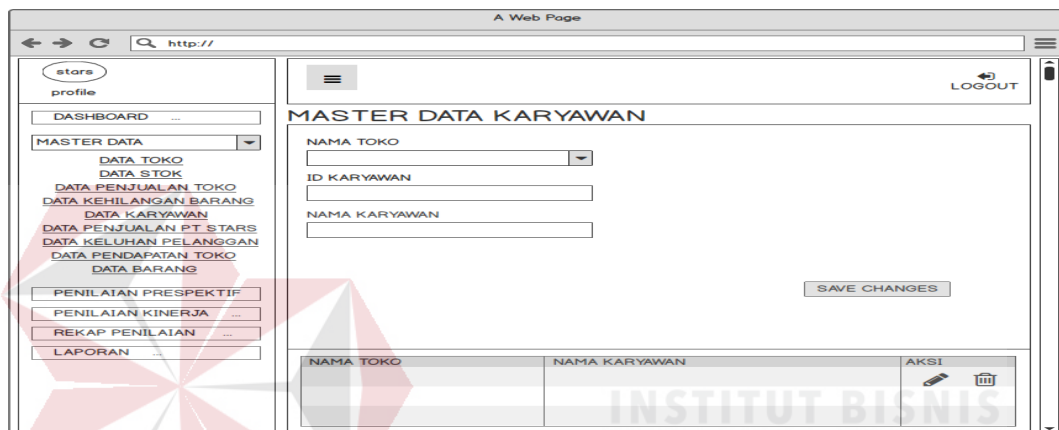 A Web Page
http://
stars
profile
LOGOUT
DASHBOARD ...
MASTER DATA
DATA TOKO
DATA STOK
DATA PENJUALAN TOKO
DATA KEHILANGAN BARANG
DATA KARYAWAN
DATA PENJUALAN PT STARS
DATA KELUHAN PELANGGAN
DATA PENDAPATAN TOKO
DATA BARANG
PENILAIAN PRESPEKTIF
PENILAIAN KINERJA ...
REKAP PENILAIAN ...
LAPORAN ...
MASTER DATA KARYAWAN
NAMA TOKO
ID KARYAWAN
NAMA KARYAWAN
SAVE CHANGES
NAMA TOKO NAMA KARYAWAN AKSI
INSTITUT BISNIS